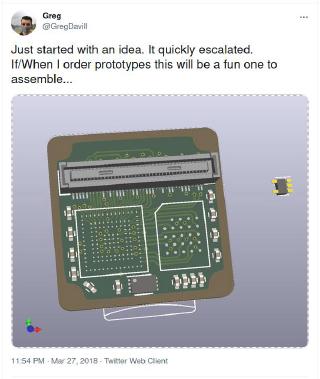 Greg
@GregDavill
Just started with an idea. It quickly escalated.
If/When I order prototypes this will be a fun one to
assemble...
11:54 PM · Mar 27, 2018 · Twitter Web Client